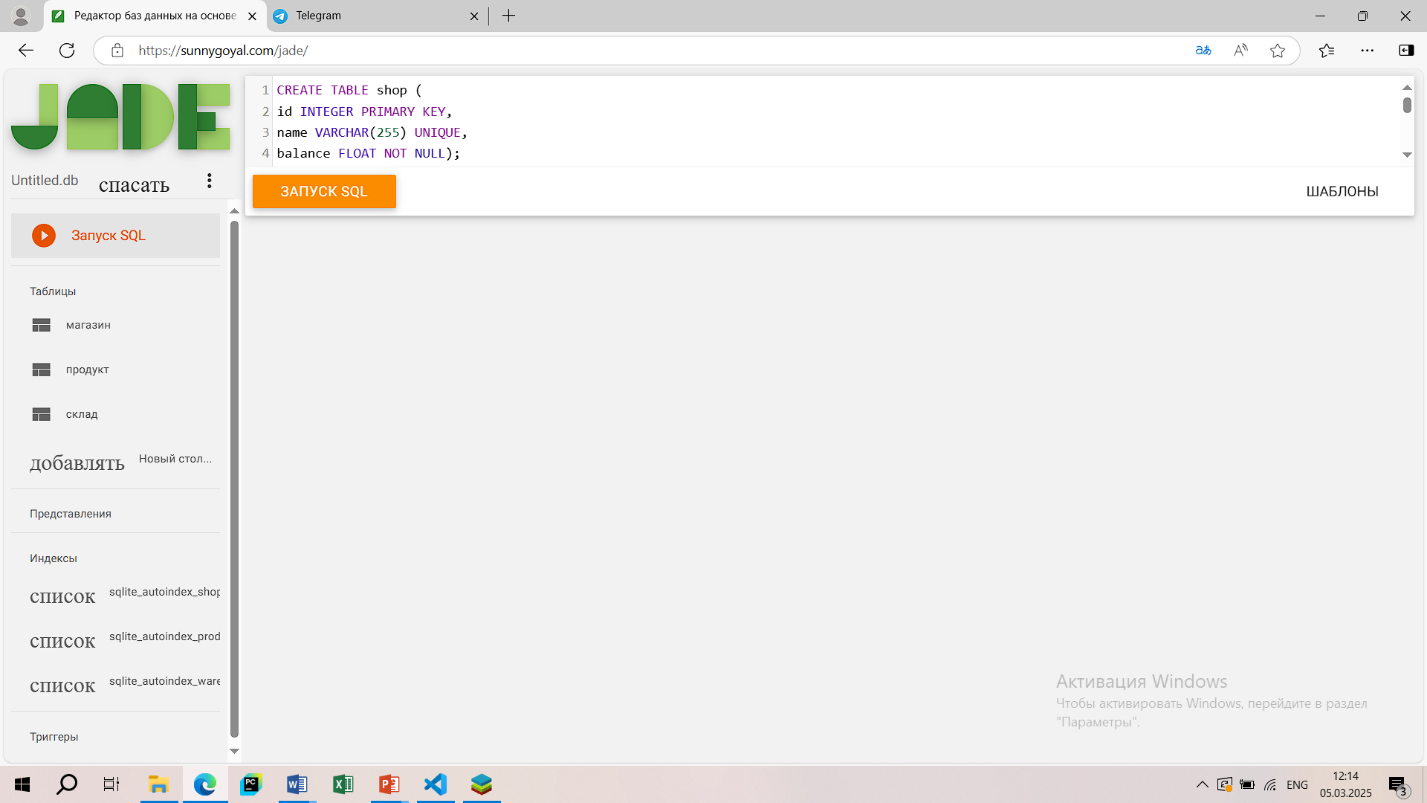 Редактор баз данных на основе
Telegram
https://sunnygoyal.com/jade/
JADE
Untitled.db
спасать
Запуск SQL
Таблицы
магазин
продукт
склад
добавлять
Новый стол...
Представления
Индексы
список
sqlite_autoindex_shop
список
sqlite_autoindex_prod
список
sqlite_autoindex_ware
Триггеры
1 CREATE TABLE shop (
2 id INTEGER PRIMARY KEY,
3 name VARCHAR(255) UNIQUE,
4 balance FLOAT NOT NULL);
ЗАПУСК SQL
ШАБЛОНЫ
Активация Windows
Чтобы активировать Windows, перейдите в раздел
"Параметры".
ENG
12:14
05.03.2025
3